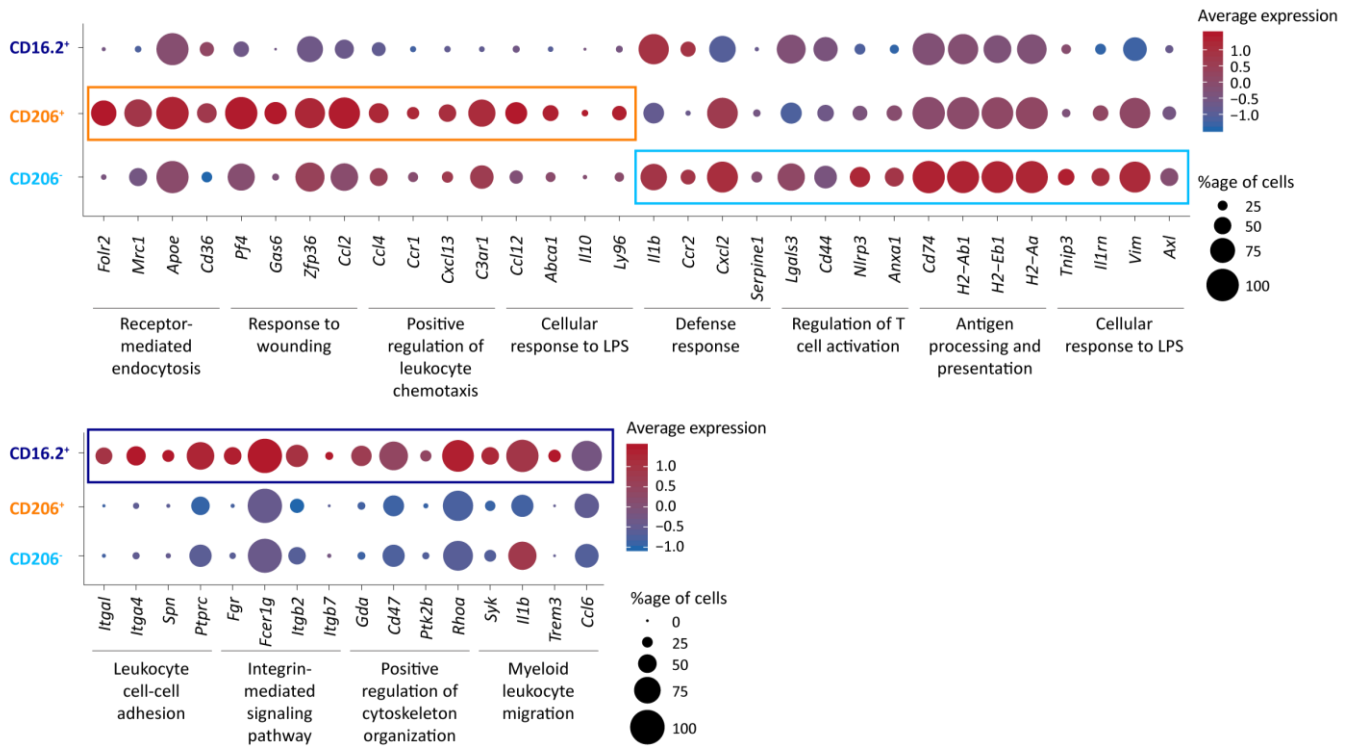 CD16.2+
CD206+
CD206-
Average expression
1.0
0.5
0.0
−0.5
−1.0
%age of cells
25
50
75
100
Folr2 Mrc1 Apoe Cd36 Pf4 Gas6 Zfp36 Ccl2 Ccl4 Ccr1 Cxcl13 C3ar1 Ccl12 Abca1 Il10 Ly96 Il1b Ccr2 Cxcl2 Serpine1 Lgals3 Cd44 Nlrp3 Anxa1 Cd74 H2−Ab1 H2−Eb1 H2−Aa Tnip3 Il1rn Vim Axl
Receptor-
mediated
endocytosis
Response to
wounding
Positive
regulation of
leukocyte
chemotaxis
Cellular
response to LPS
Defense
response
Regulation of T
cell activation
Antigen
processing and
presentation
Cellular
response to LPS
CD16.2+
CD206+
CD206-
Average expression
1.0
0.5
0.0
−0.5
−1.0
%age of cells
0
25
50
75
100
Itgal Itga4 Spn Ptprc Fgr Fcer1g Itgb2 Itgb7 Gda Cd47 Ptk2b Rhoa Syk Il1b Trem3 Ccl6
Leukocyte
cell-cell
adhesion
Integrin-
mediated
signaling
pathway
Positive
regulation of
cytoskeleton
organization
Myeloid
leukocyte
migration